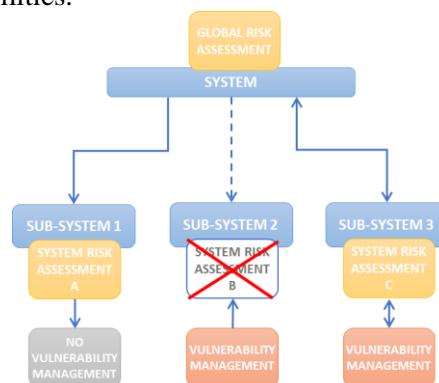 GLOBAL RISK
ASSESSMENT
SYSTEM
SUB-SYSTEM 1
SYSTEM RISK
ASSESSMENT
A
NO
VULNERABILITY
MANAGEMENT
SUB-SYSTEM 2
SYSTEM RISK
ASSESSMENT
B
VULNERABILITY
MANAGEMENT
SUB-SYSTEM 3
SYSTEM RISK
ASSESSMENT
C
VULNERABILITY
MANAGEMENT